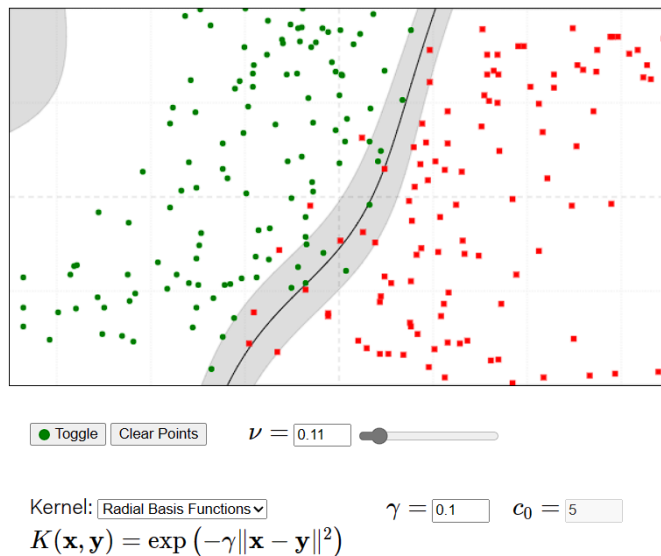 Toggle Clear Points ν = 0.11
Kernel: Radial Basis Functions γ = 0.1 c₀ = 5
K(x, y) = exp (−γ‖x − y‖²)